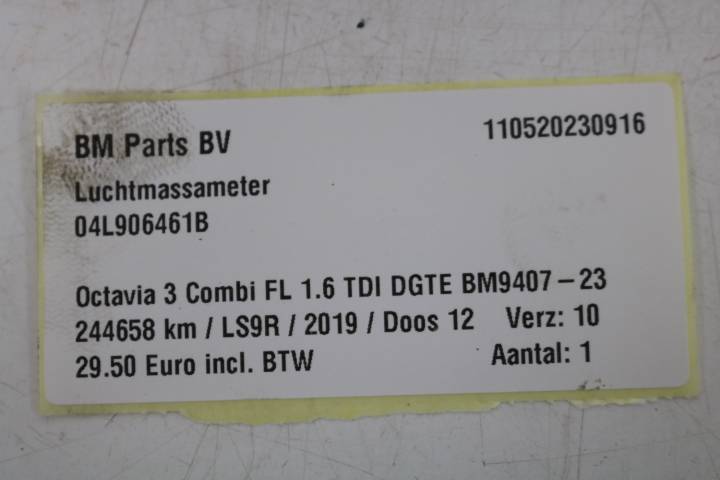 BM Parts BV 110520230916
Luchtmassameter
04L906461B
Octavia 3 Combi FL 1.6 TDI DGTE BM9407-23
244658 km / LS9R / 2019 / Doos 12 Verz: 10
29.50 Euro incl. BTW Aantal: 1